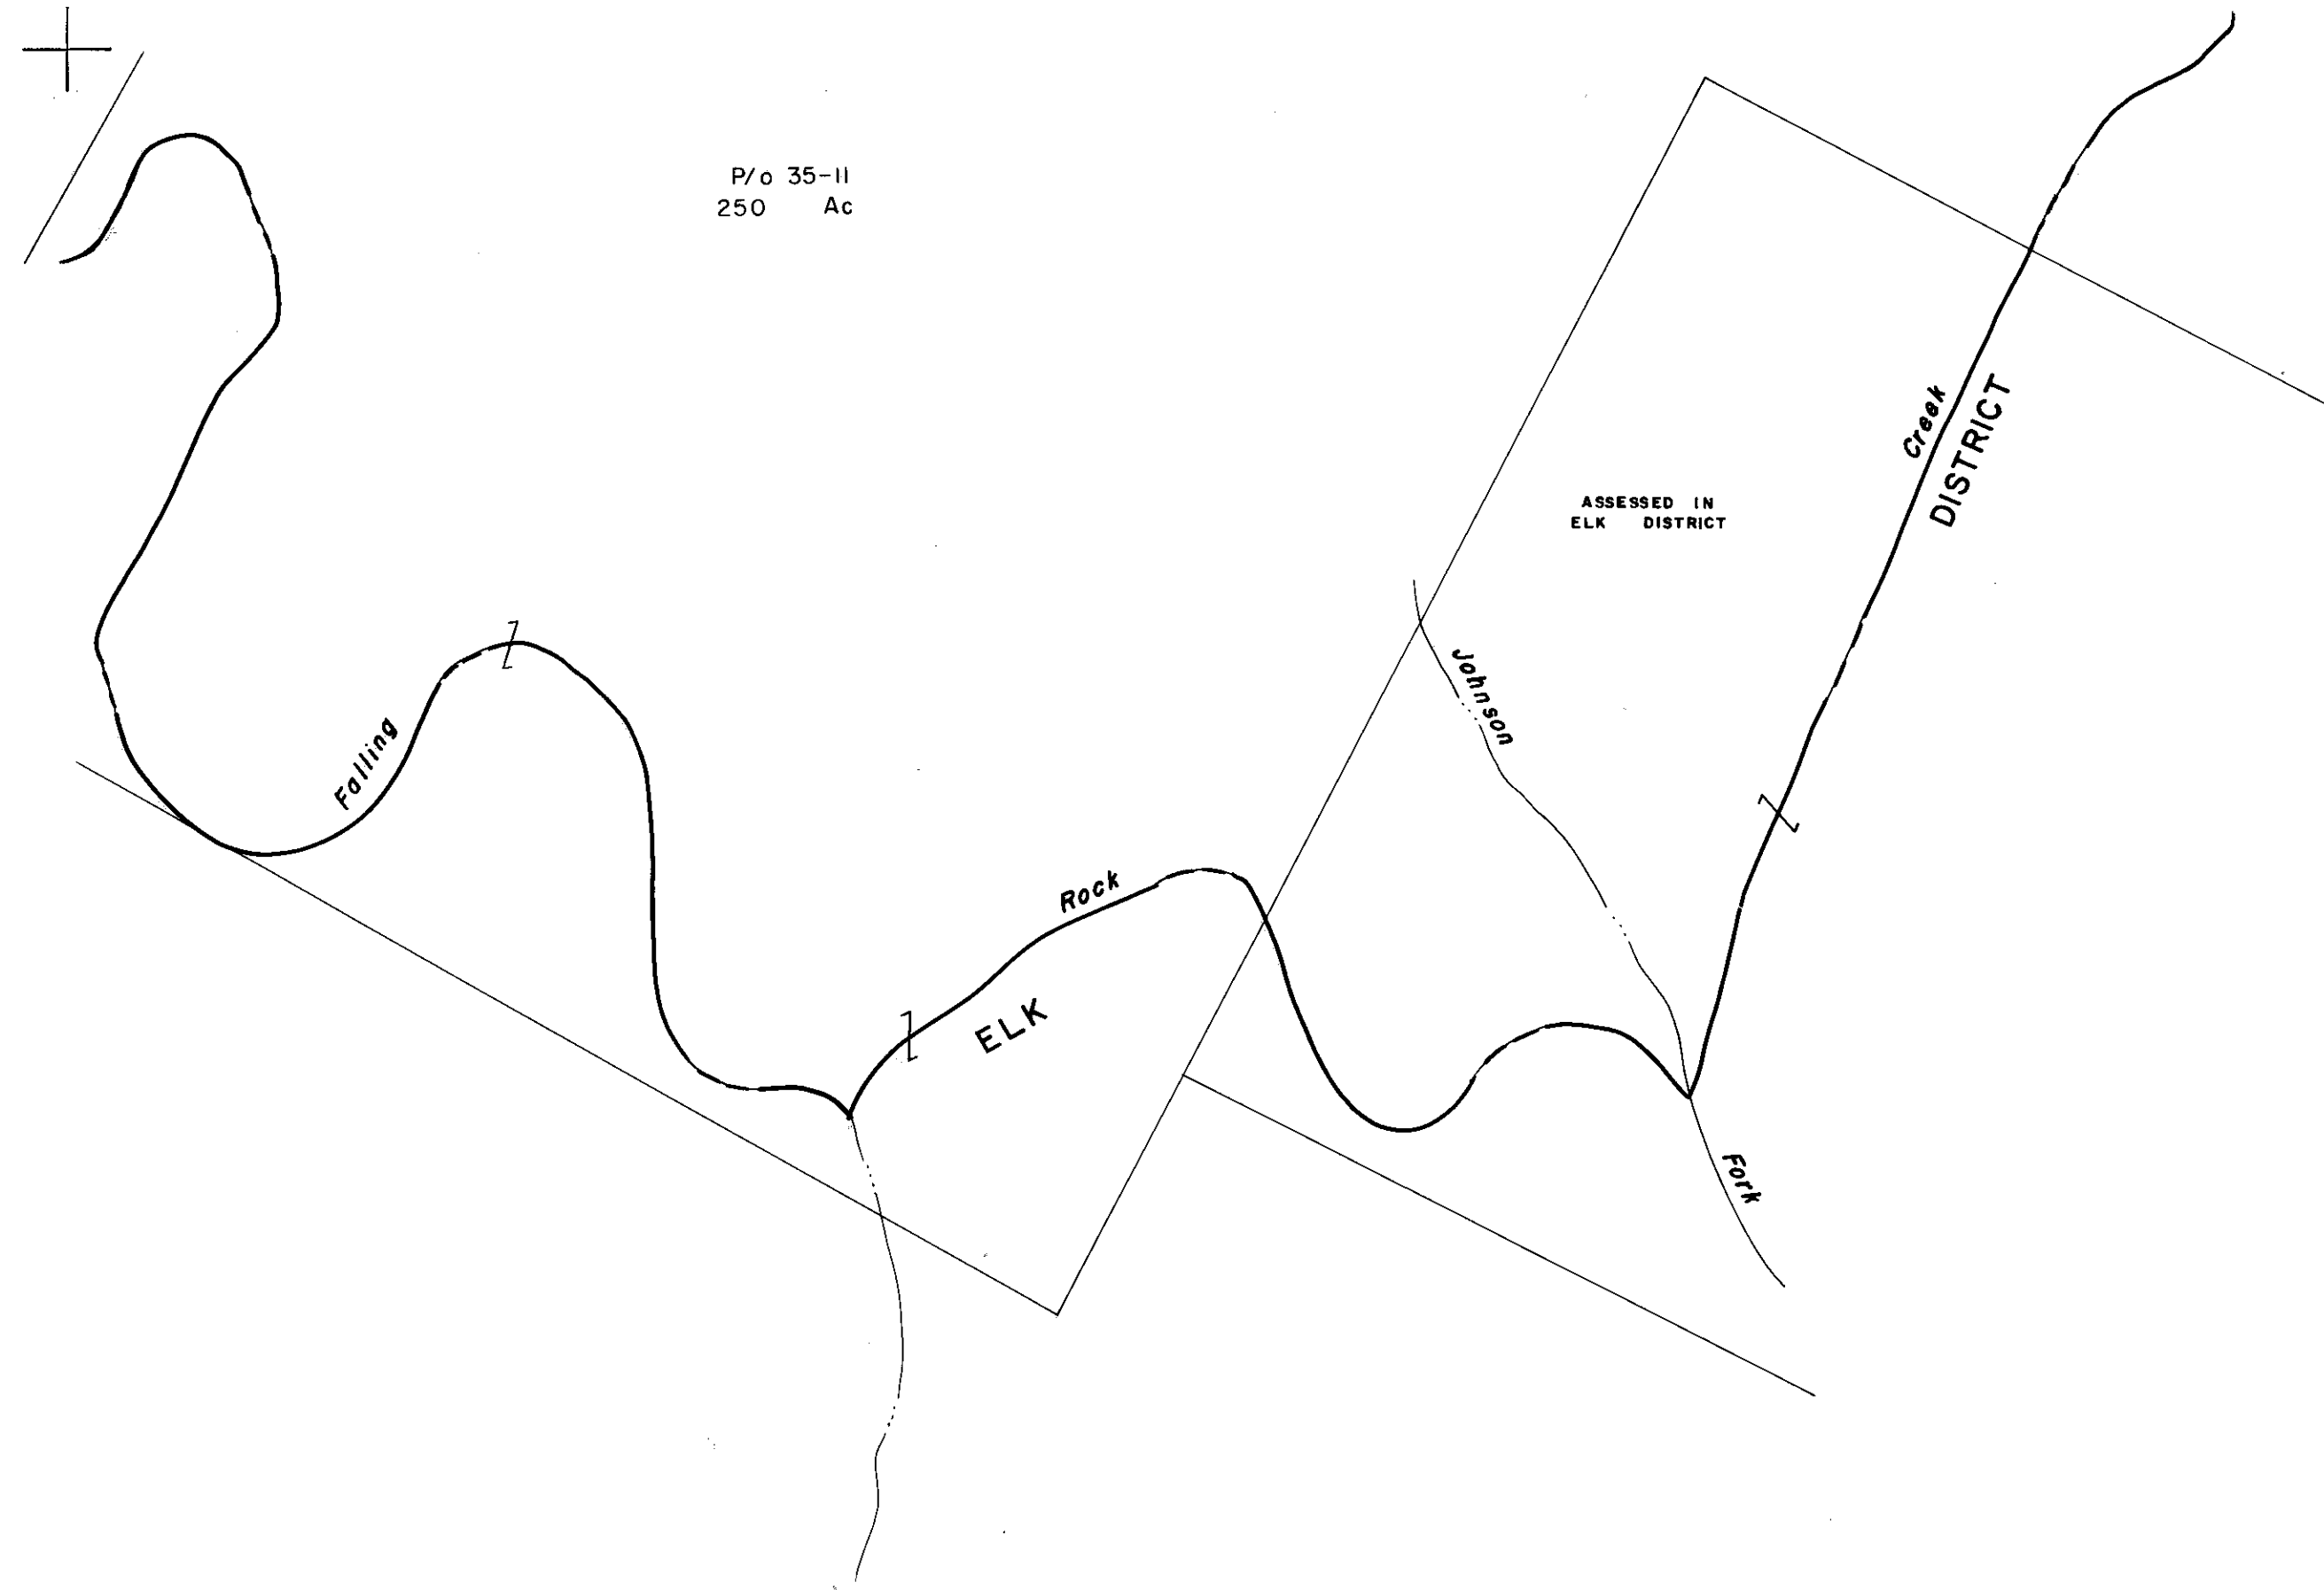 P/o 35-11
250 Ac
Creek
DISTRICT
ASSESSED IN
ELK DISTRICT
Johnson
Falling
Rock
ELK
Fork